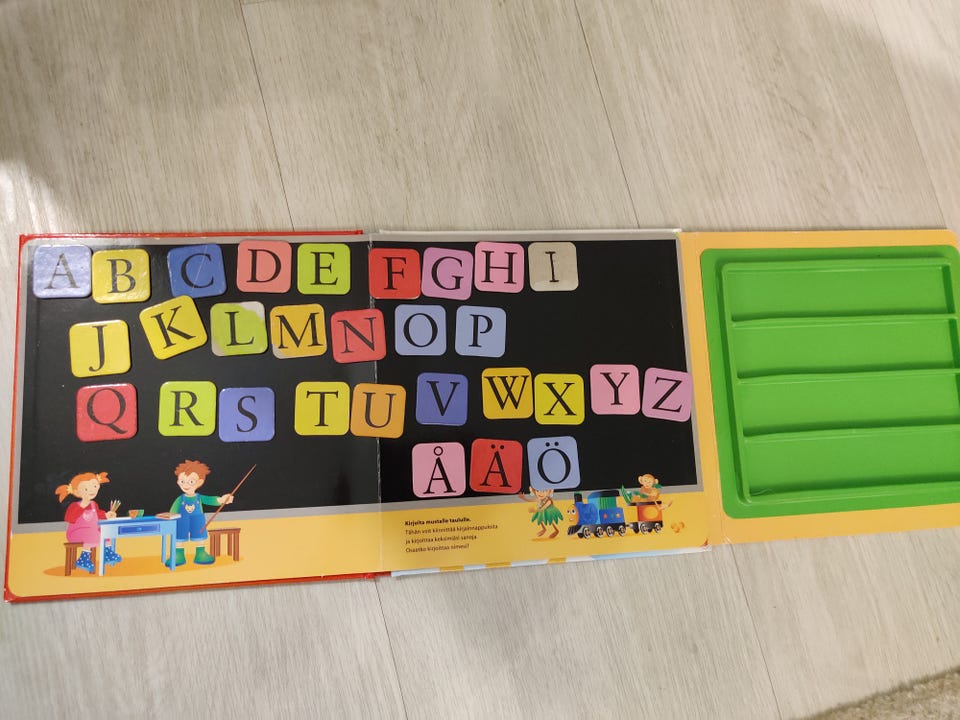 A B C D E F G H I
J K L M N O P
Q R S T U V W X Y Z
Å Ä Ö
Kirjoita mustalle taululle.
Tähän voit kiinnittää kirjainnappuloita
ja kirjoittaa keksimiäsi sanoja.
Osaatko kirjoittaa nimesi?